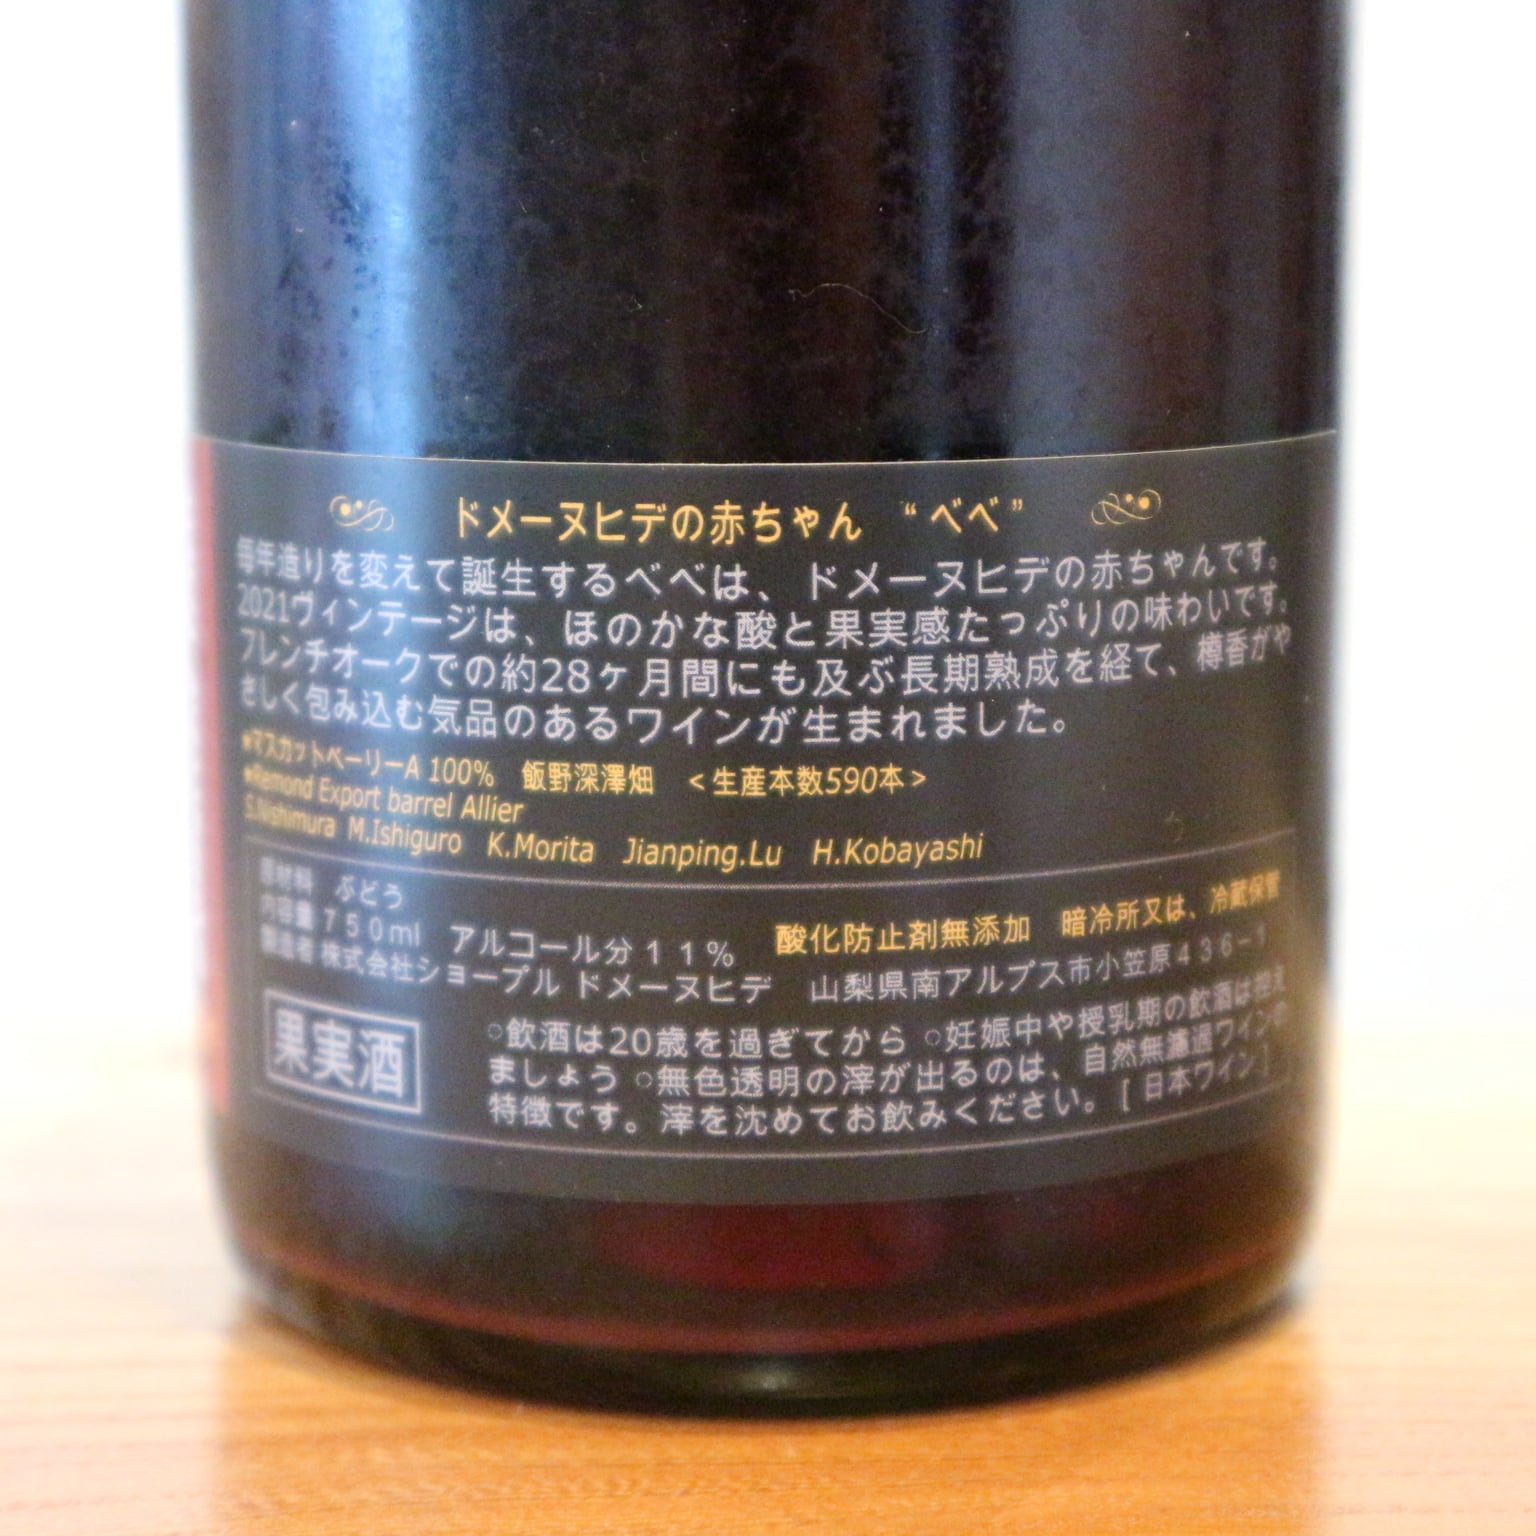 ドメーヌヒデの赤ちゃん “べべ”
毎年造りを変えて誕生するべべは、ドメーヌヒデの赤ちゃんです。
2021ヴィンテージは、ほのかな酸と果実感たっぷりの味わいです。
フレンチオークでの約28ヶ月間にも及ぶ長期熟成を経て、樽香がや
さしく包み込む気品のあるワインが生まれました。
●マスカットベーリーA 100% 飯野深澤畑 <生産本数590本>
●Remond Export barrel Allier
S.Nishimura M.Ishiguro K.Morita Jianping.Lu H.Kobayashi
原材料 ぶどう
内容量750ml アルコール分11% 酸化防止剤無添加 暗冷所又は、冷蔵保管
製造者 株式会社ショープル ドメーヌヒデ 山梨県南アルプス市小笠原436-1
果実酒
○飲酒は20歳を過ぎてから ○妊娠中や授乳期の飲酒は控え
ましょう ○無色透明の滓が出るのは、自然無濾過ワインの
特徴です。滓を沈めてお飲みください。[日本ワイン]